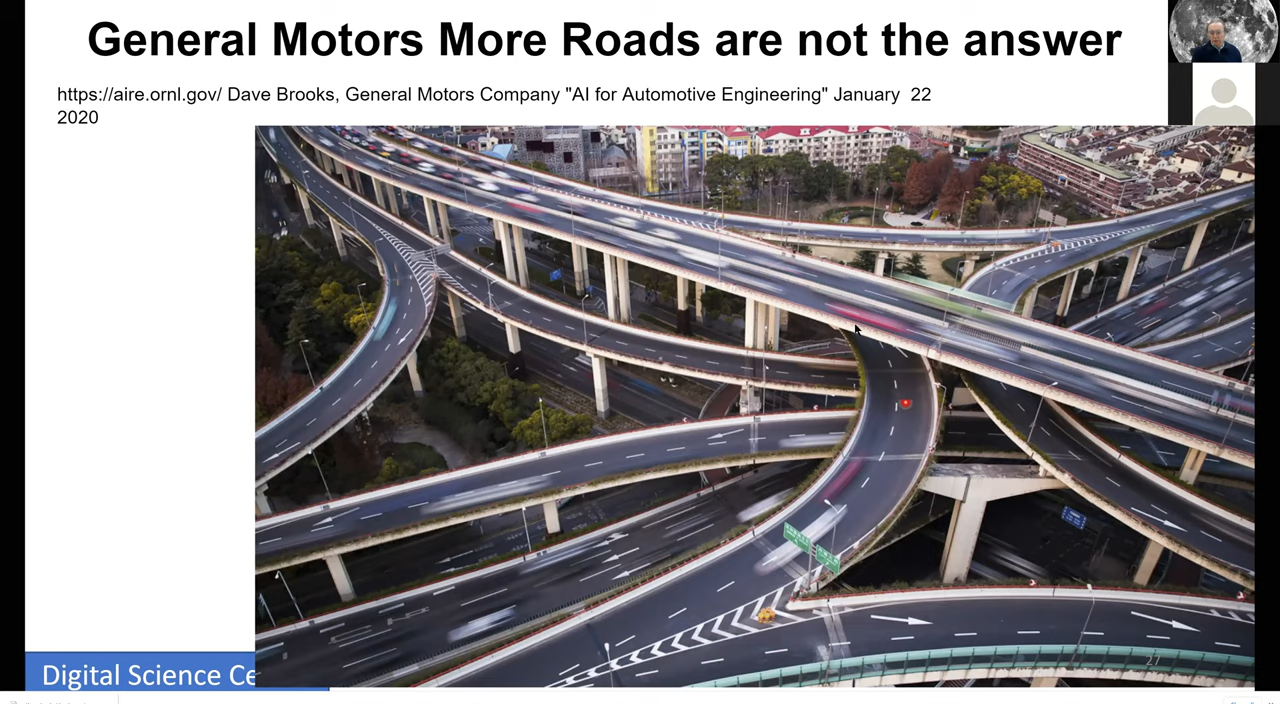 General Motors More Roads are not the answer
https://aire.ornl.gov/ Dave Brooks, General Motors Company "AI for Automotive Engineering" January  22
2020
27
Digital Science Ce